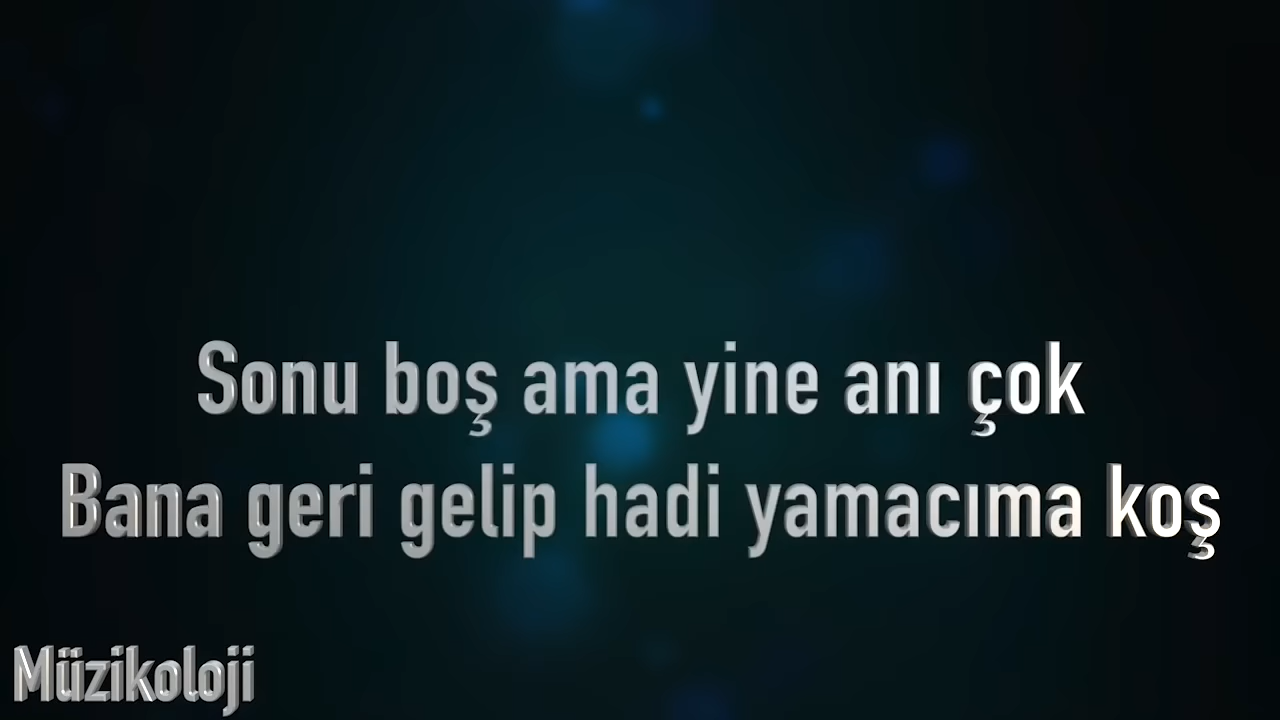 Sonu boş ama yine anı çok
Bana geri gelip hadi yamacıma koş
Müzikoloji